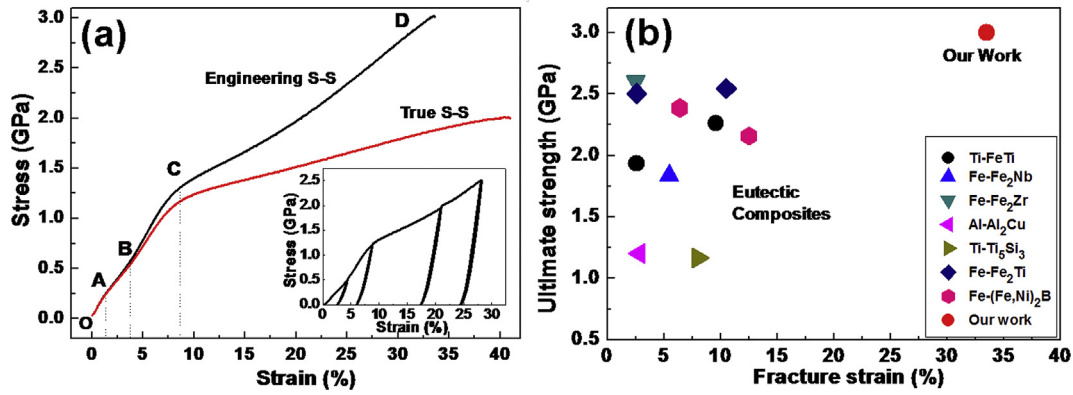 (a)
3.0
2.5
2.0
1.5
1.0
0.5
0.0
Stress (GPa)
D
Engineering S-S
True S-S
C
B
A
O
0 5 10 15 20 25 30 35 40
Strain (%)
2.5
2.0
1.5
1.0
0.5
0.0
Stress (GPa)
0 5 10 15 20 25 30
Strain (%)
(b)
3.0
2.5
2.0
1.5
1.0
0.5
Ultimate strength (GPa)
Our Work
Eutectic
Composites
Ti-FeTi
Fe-Fe₂Nb
Fe-Fe₂Zr
Al-Al₂Cu
Ti-Ti₅Si₃
Fe-Fe₂Ti
Fe-(Fe,Ni)₂B
Our work
0 5 10 15 20 25 30 35 40
Fracture strain (%)